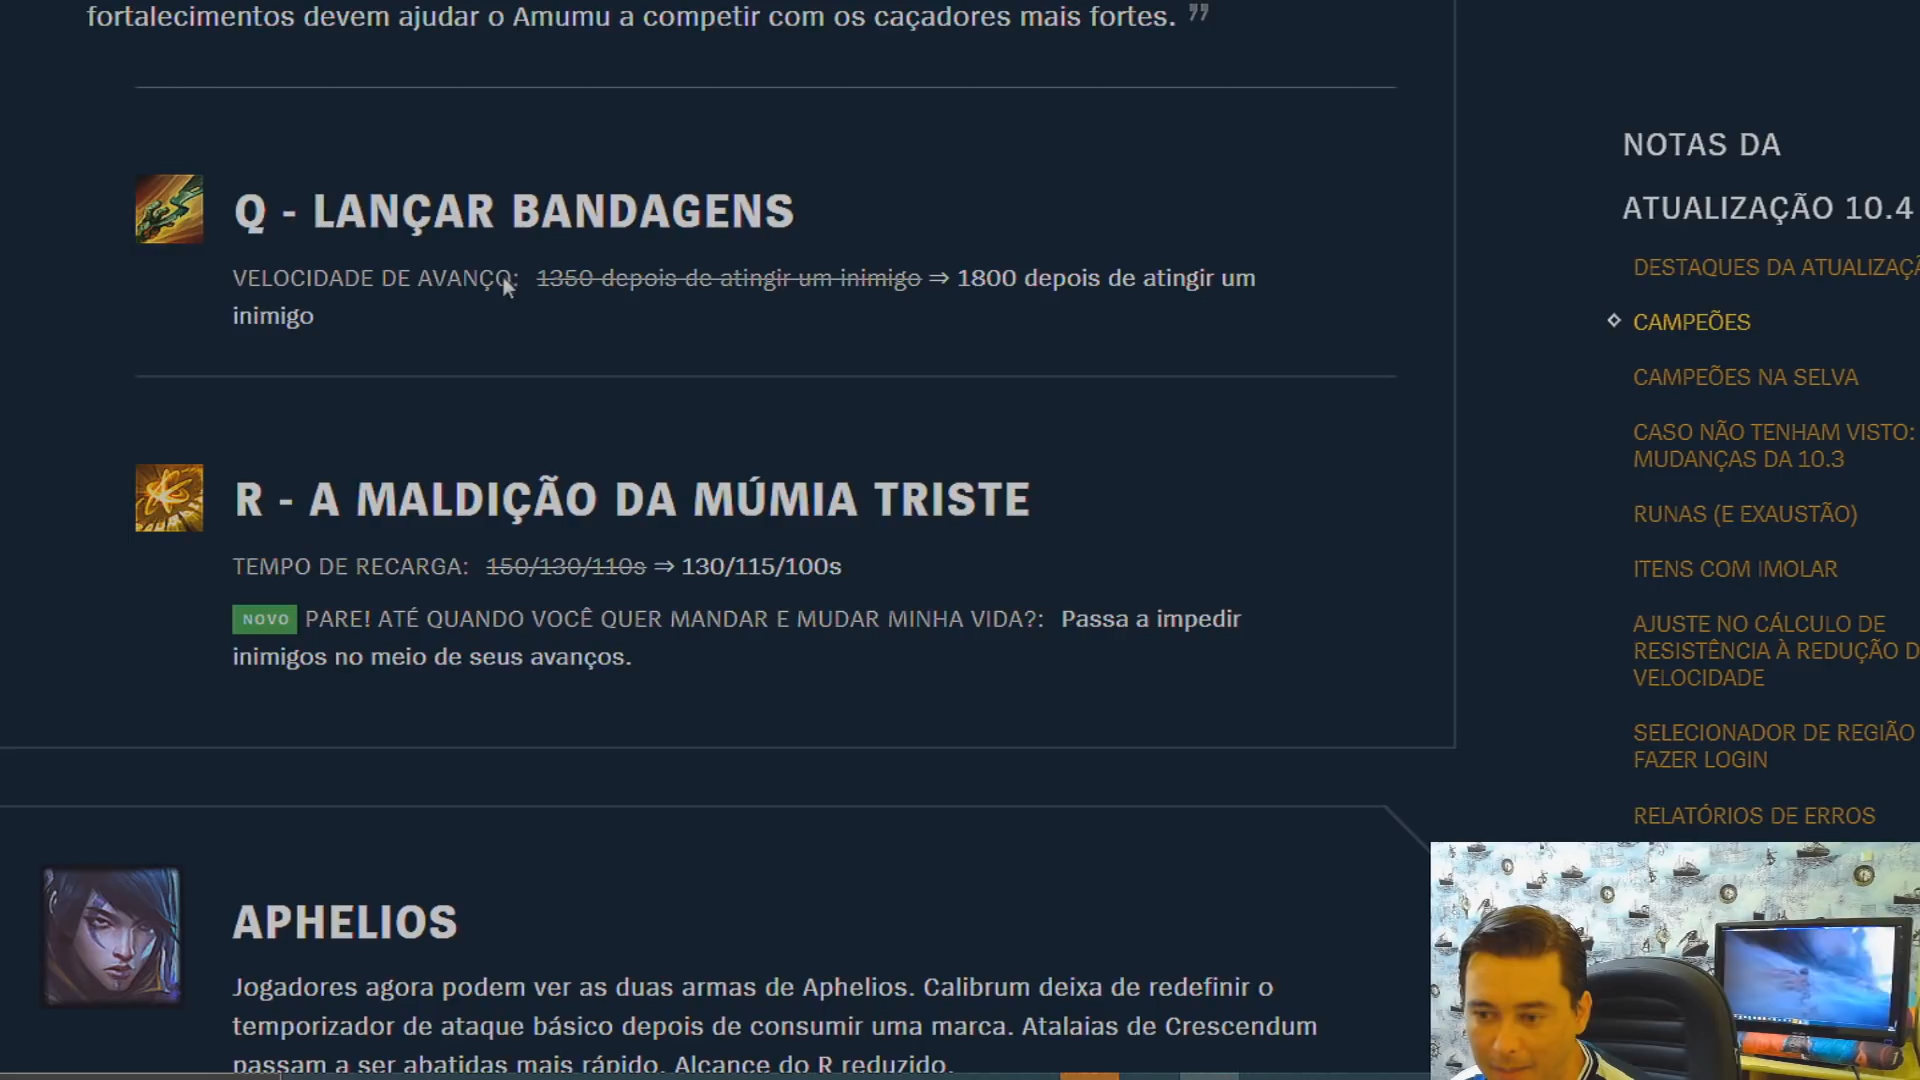 fortalecimentos devem ajudar o Amumu a competir com os caçadores mais fortes. ”
Q - LANÇAR BANDAGENS
VELOCIDADE DE AVANÇO: 1350 depois de atingir um inimigo ⇒ 1800 depois de atingir um
inimigo
R - A MALDIÇÃO DA MÚMIA TRISTE
TEMPO DE RECARGA: 150/130/110s ⇒ 130/115/100s
NOVO PARE! ATÉ QUANDO VOCÊ QUER MANDAR E MUDAR MINHA VIDA?: Passa a impedir
inimigos no meio de seus avanços.
APHELIOS
Jogadores agora podem ver as duas armas de Aphelios. Calibrum deixa de redefinir o
temporizador de ataque básico depois de consumir uma marca. Atalaias de Crescendum
passam a ser abatidas mais rápido. Alcance do R reduzido.
NOTAS DA
ATUALIZAÇÃO 10.4
DESTAQUES DA ATUALIZAÇÃ
CAMPEÕES
CAMPEÕES NA SELVA
CASO NÃO TENHAM VISTO:
MUDANÇAS DA 10.3
RUNAS (E EXAUSTÃO)
ITENS COM IMOLAR
AJUSTE NO CÁLCULO DE
RESISTÊNCIA À REDUÇÃO D
VELOCIDADE
SELECIONADOR DE REGIÃO
FAZER LOGIN
RELATÓRIOS DE ERROS